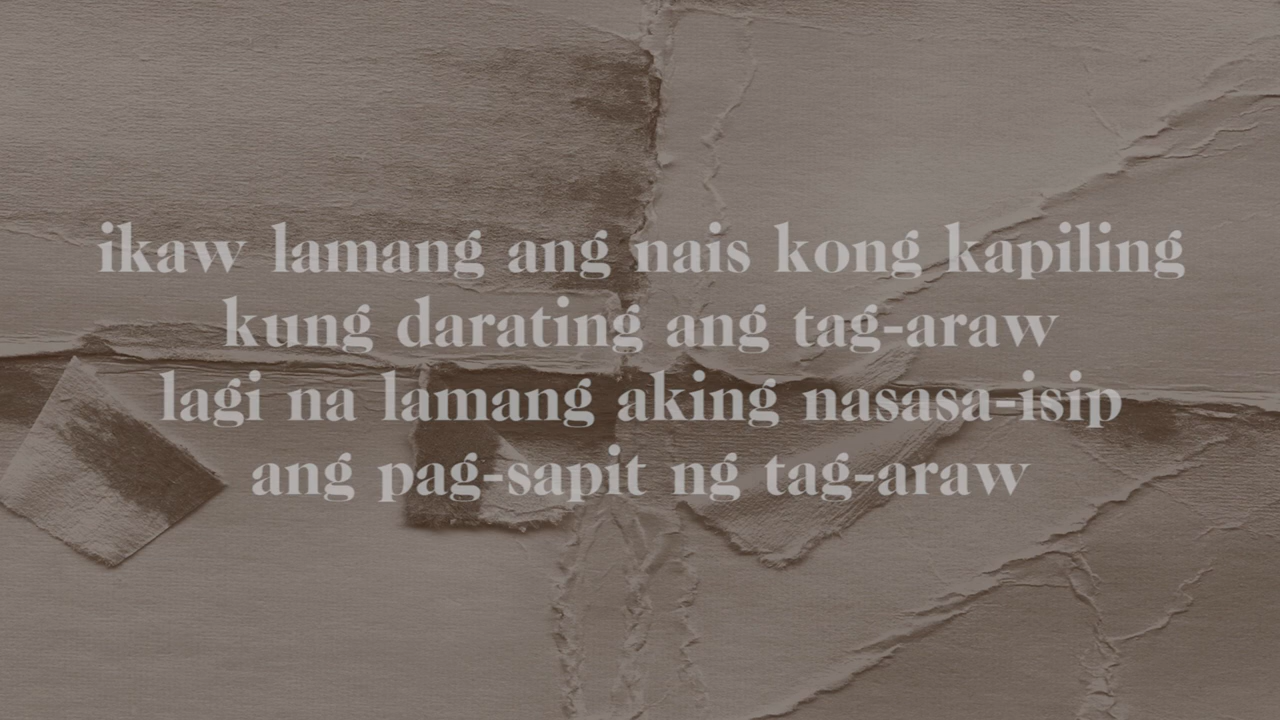 ikaw lamang ang nais kong kapiling
kung darating ang tag-araw
lagi na lamang aking nasasa-isip
ang pag-sapit ng tag-araw